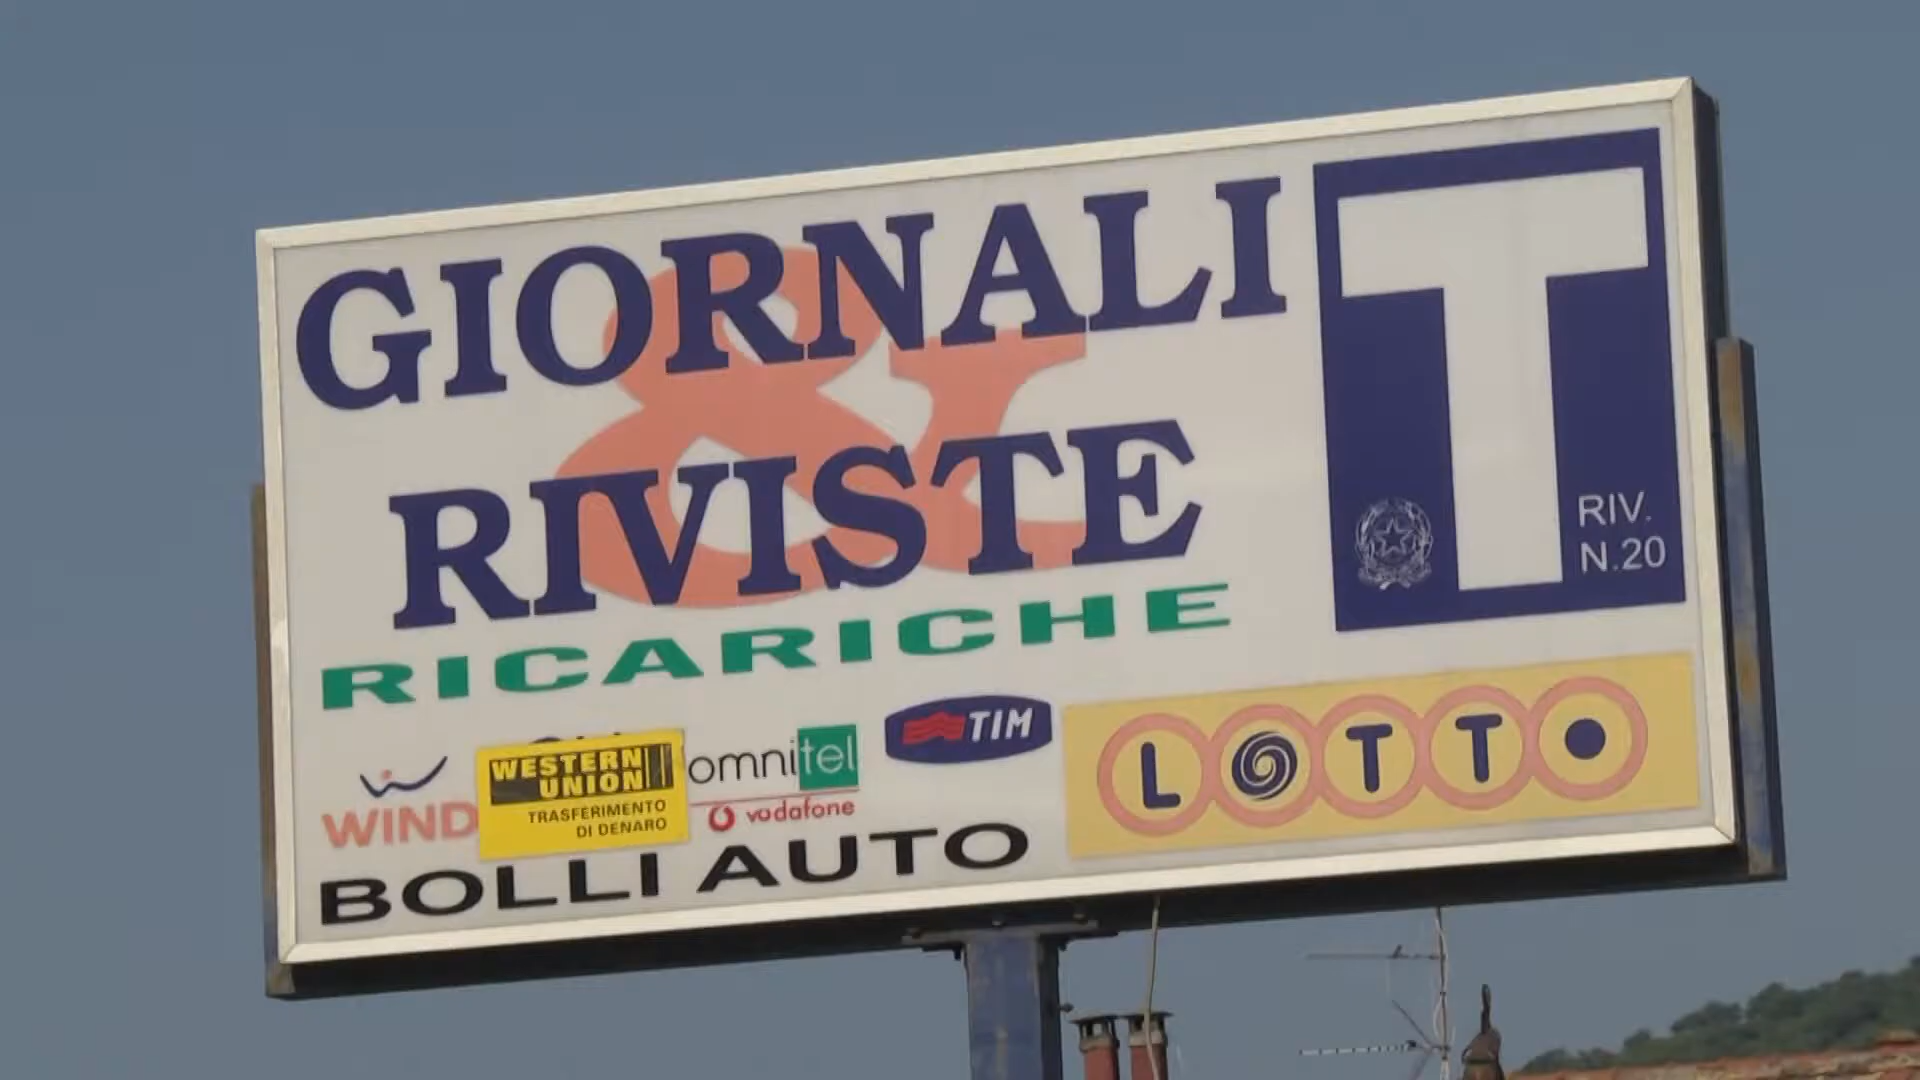 GIORNALI
&
RIVISTE
T
RIV.
N.20
RICARICHE
WIND
WESTERN
UNION
TRASFERIMENTO
DI DENARO
omnitel
vodafone
TIM
LOTTO
BOLLI AUTO